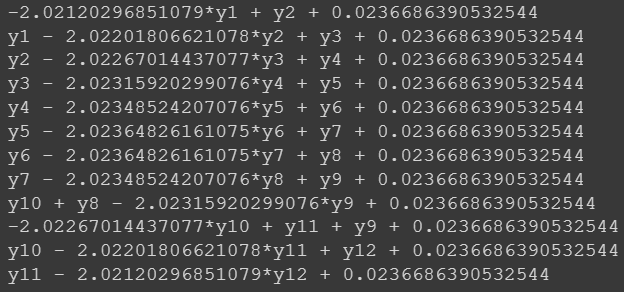 -2.02120296851079*y1 + y2 + 0.0236686390532544
y1 - 2.02201806621078*y2 + y3 + 0.0236686390532544
y2 - 2.02267014437077*y3 + y4 + 0.0236686390532544
y3 - 2.02315920299076*y4 + y5 + 0.0236686390532544
y4 - 2.02348524207076*y5 + y6 + 0.0236686390532544
y5 - 2.02364826161075*y6 + y7 + 0.0236686390532544
y6 - 2.02364826161075*y7 + y8 + 0.0236686390532544
y7 - 2.02348524207076*y8 + y9 + 0.0236686390532544
y10 + y8 - 2.02315920299076*y9 + 0.0236686390532544
-2.02267014437077*y10 + y11 + y9 + 0.0236686390532544
y10 - 2.02201806621078*y11 + y12 + 0.0236686390532544
y11 - 2.02120296851079*y12 + 0.0236686390532544